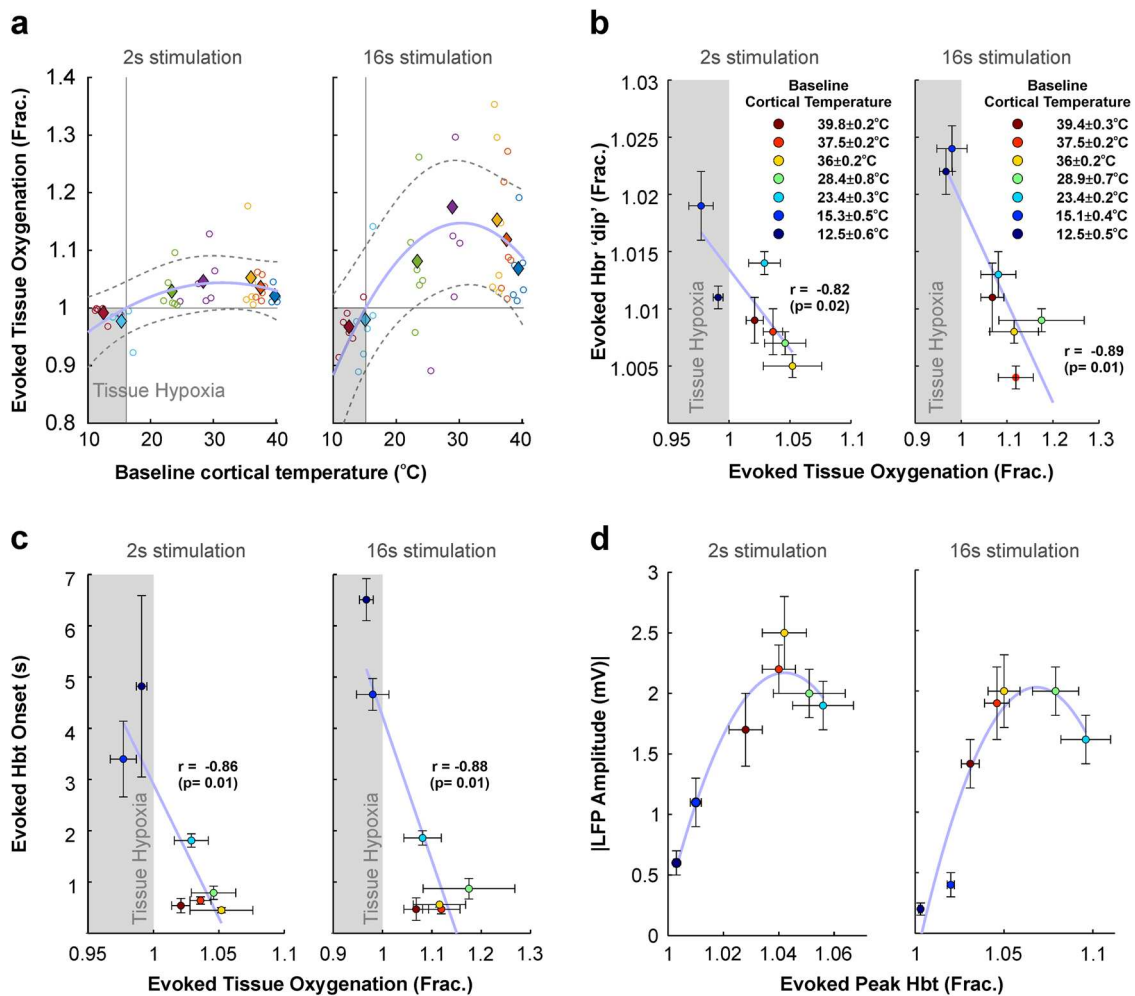 a
2s stimulation
16s stimulation
Evoked Tissue Oxygenation (Frac.)
1.4
1.3
1.2
1.1
1
0.9
0.8
Tissue Hypoxia
10 20 30 40
10 20 30 40
Baseline cortical temperature (°C)
b
2s stimulation
16s stimulation
Evoked Hbr 'dip' (Frac.)
1.03
1.025
1.02
1.015
1.01
1.005
Tissue Hypoxia
Baseline
Cortical Temperature
39.8±0.2°C
37.5±0.2°C
36±0.2°C
28.4±0.8°C
23.4±0.3°C
15.3±0.5°C
12.5±0.6°C
r = -0.82
(p= 0.02)
Tissue Hypoxia
Baseline
Cortical Temperature
39.4±0.3°C
37.5±0.2°C
36±0.2°C
28.9±0.7°C
23.4±0.2°C
15.1±0.4°C
12.5±0.5°C
r = -0.89
(p= 0.01)
0.95 1 1.05 1.1
0.9 1 1.1 1.2 1.3
Evoked Tissue Oxygenation (Frac.)
c
2s stimulation
16s stimulation
Evoked Hbt Onset (s)
7
6
5
4
3
2
1
0
Tissue Hypoxia
r = -0.86
(p= 0.01)
Tissue Hypoxia
r = -0.88
(p= 0.01)
0.95 1 1.05 1.1
0.9 1 1.1 1.2 1.3
Evoked Tissue Oxygenation (Frac.)
d
2s stimulation
16s stimulation
|LFP Amplitude (mV)|
3
2.5
2
1.5
1
0.5
0
1 1.02 1.04 1.06
1 1.05 1.1
Evoked Peak Hbt (Frac.)